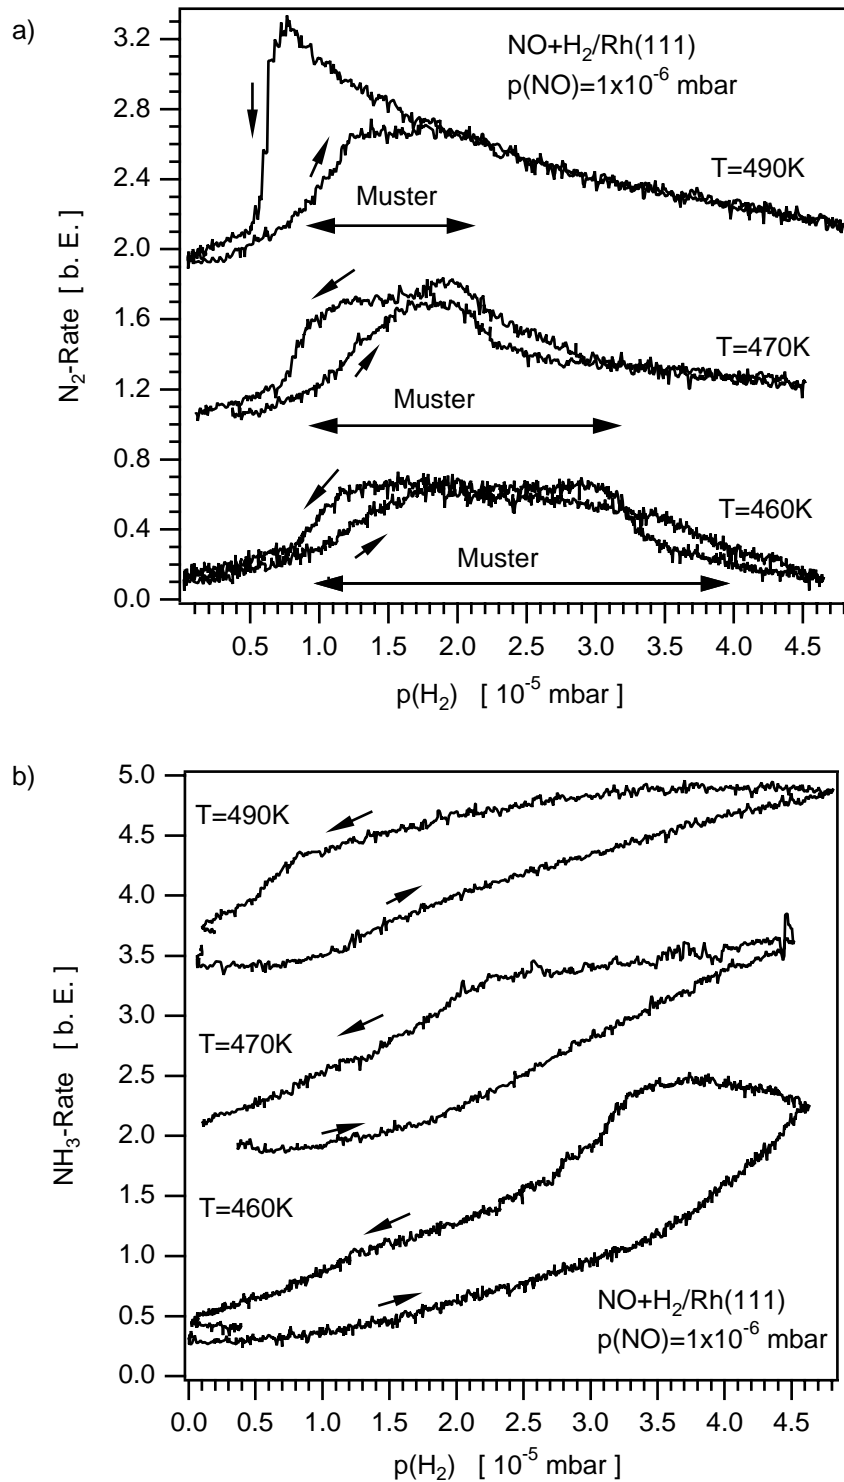 a)
NO+H2/Rh(111)
p(NO)=1x10-6 mbar
T=490K
Muster
T=470K
Muster
T=460K
Muster
N2-Rate [ b. E. ]
3.2
2.8
2.4
2.0
1.6
1.2
0.8
0.4
0.0
0.5 1.0 1.5 2.0 2.5 3.0 3.5 4.0 4.5
p(H2) [ 10-5 mbar ]
b)
T=490K
T=470K
T=460K
NO+H2/Rh(111)
p(NO)=1x10-6 mbar
NH3-Rate [ b. E. ]
5.0
4.5
4.0
3.5
3.0
2.5
2.0
1.5
1.0
0.5
0.0
0.0 0.5 1.0 1.5 2.0 2.5 3.0 3.5 4.0 4.5
p(H2) [ 10-5 mbar ]